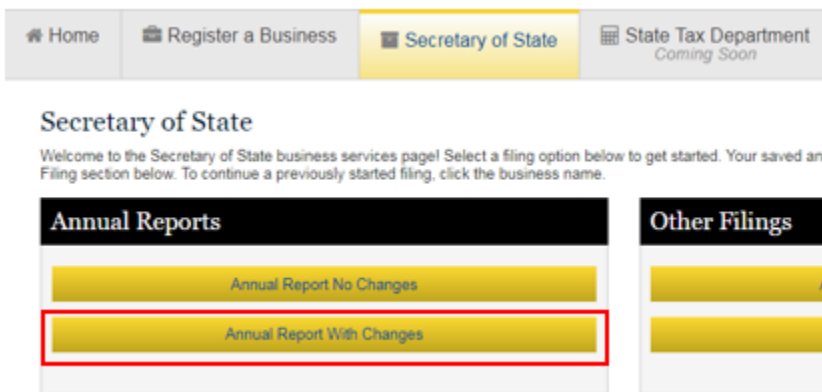 Home
Register a Business
Secretary of State
State Tax Department
Coming Soon
Secretary of State
Welcome to the Secretary of State business services page! Select a filing option below to get started. Your saved an
Filing section below. To continue a previously started filing, click the business name.
Annual Reports
Other Filings
Annual Report No Changes
Annual Report With Changes